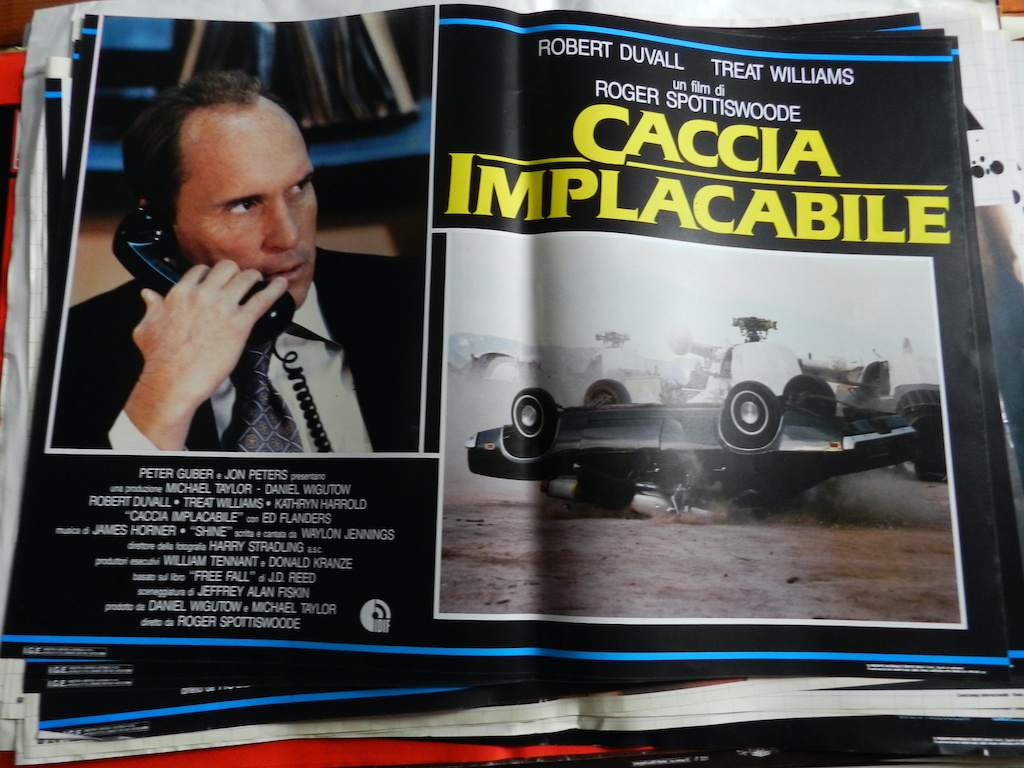 ROBERT DUVALL TREAT WILLIAMS
un film di
ROGER SPOTTISWOODE
CACCIA
IMPLACABILE
PETER GUBER e JON PETERS presentano
una produzione MICHAEL TAYLOR - DANIEL WIGUTOW
ROBERT DUVALL • TREAT WILLIAMS • KATHRYN HARROLD
"CACCIA IMPLACABILE" con ED FLANDERS
musica di JAMES HORNER • "SHINE" scritta e cantata da WAYLON JENNINGS
direttore della fotografia HARRY STRADLING a.s.c.
produttori esecutivi WILLIAM TENNANT e DONALD KRANZE
basato sul libro "FREE FALL" di J.D. REED
sceneggiatura di JEFFREY ALAN FISKIN
prodotto da DANIEL WIGUTOW e MICHAEL TAYLOR
diretto da ROGER SPOTTISWOODE
I.G.E.
I.G.E.
I.G.E.
diretto da